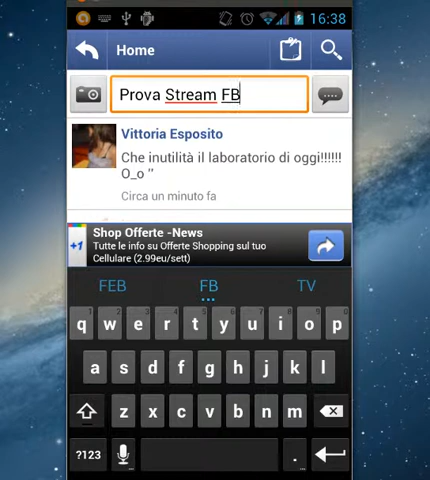 16:38
Home
Prova Stream FB
Vittoria Esposito
Che inutilità il laboratorio di oggi!!!!!!
O_o ''
Circa un minuto fa
+1
Shop Offerte -News
Tutte le info su Offerte Shopping sul tuo
Cellulare (2.99eu/sett)
FEB FB TV
q w e r t y u i o p
a s d f g h j k l
z x c v b n m
?123 .